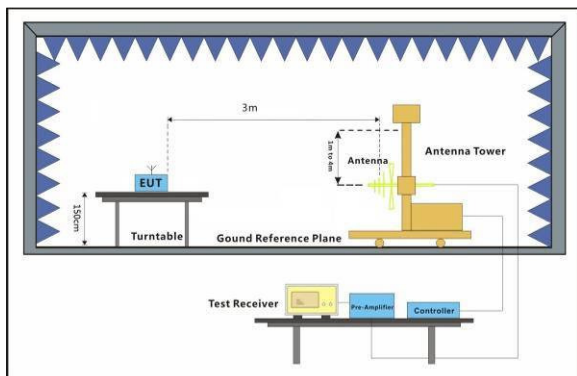 3m
1m to 4m
Antenna
Antenna Tower
EUT
150cm
Turntable
Gound Reference Plane
Test Receiver
Pre-Amplifier
Controller